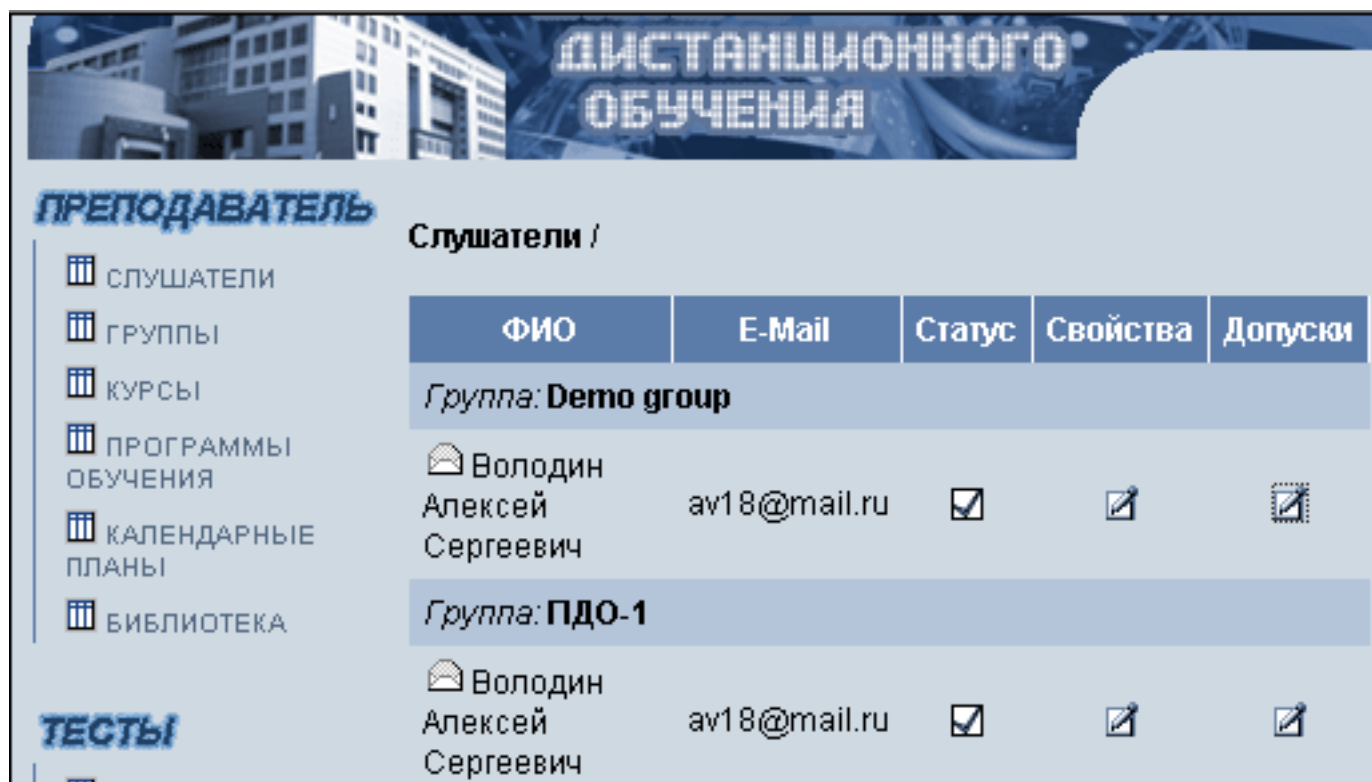 ДИСТАНЦИОННОГО
ОБУЧЕНИЯ
ПРЕПОДАВАТЕЛЬ
СЛУШАТЕЛИ
ГРУППЫ
КУРСЫ
ПРОГРАММЫ
ОБУЧЕНИЯ
КАЛЕНДАРНЫЕ
ПЛАНЫ
БИБЛИОТЕКА
ТЕСТЫ
Слушатели /
ФИО E-Mail Статус Свойства Допуски
Группа: Demo group
Володин
Алексей av18@mail.ru
Сергеевич
Группа: ПДО-1
Володин
Алексей av18@mail.ru
Сергеевич